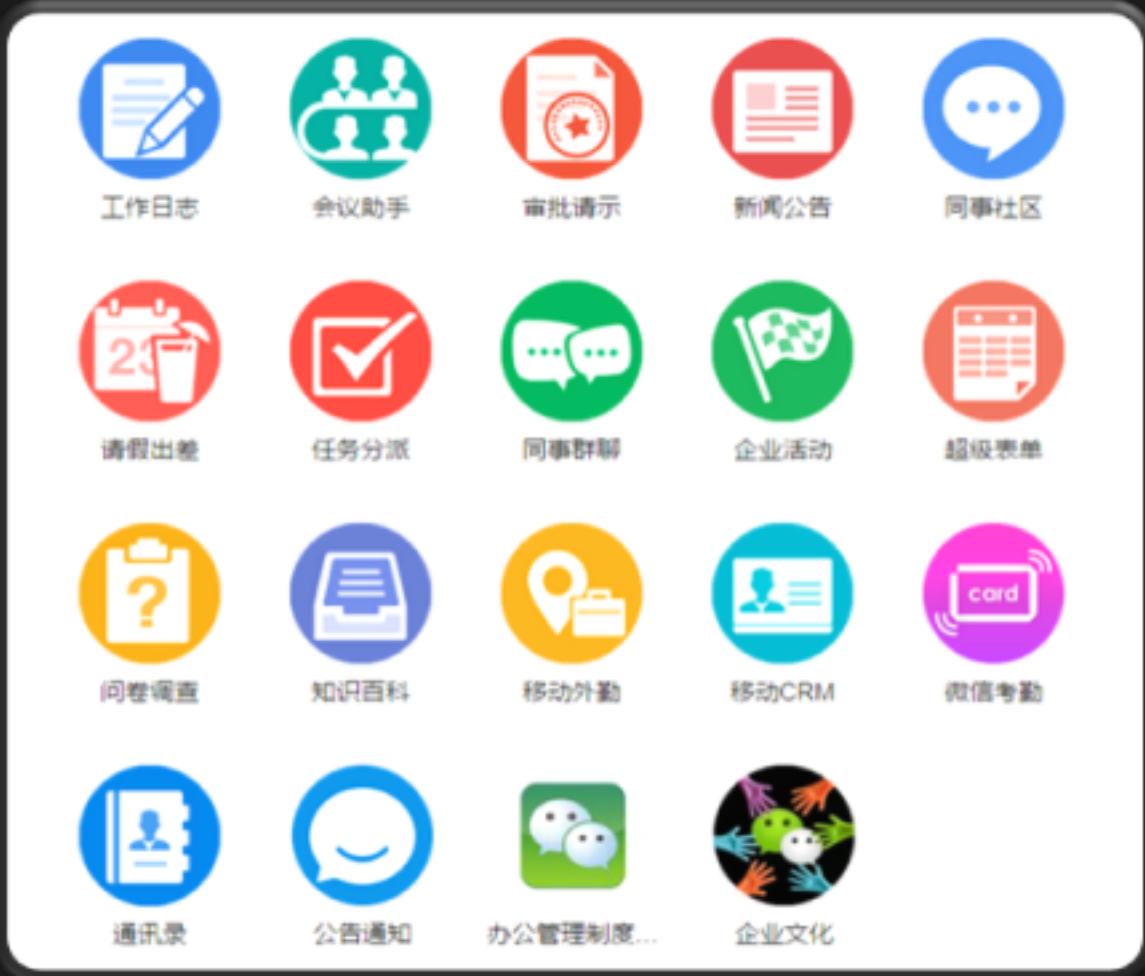 工作日志
会议助手
审批请示
新闻公告
同事社区
23
请假出差
任务分派
同事群聊
企业活动
超级表单
?
card
问卷调查
知识百科
移动外勤
移动CRM
微信考勤
通讯录
公告通知
办公管理制度...
企业文化